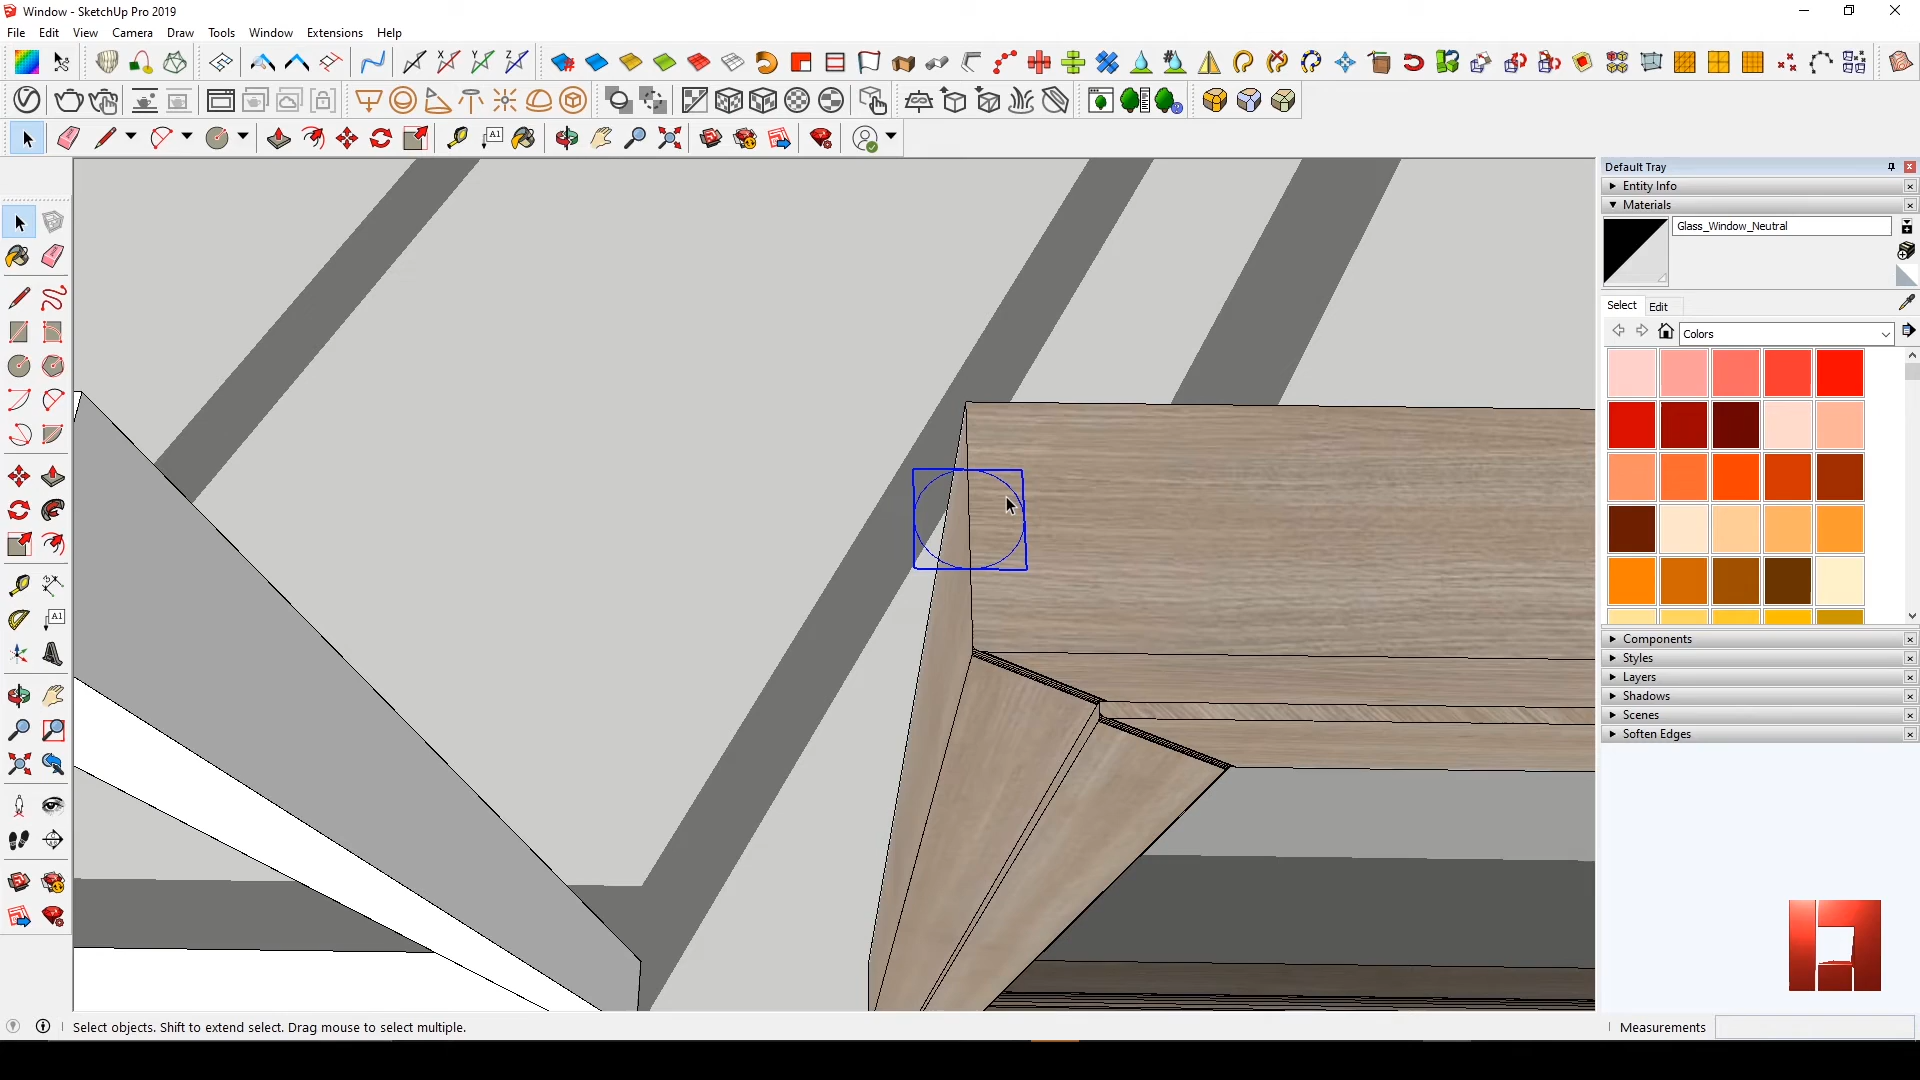 Window - SketchUp Pro 2019
File Edit View Camera Draw Tools Window Extensions Help
X Y Z
A1
Default Tray
Entity Info
Materials
Glass_Window_Neutral
Select Edit
Colors
A1
Components
Styles
Layers
Shadows
Scenes
Soften Edges
Select objects. Shift to extend select. Drag mouse to select multiple.
Measurements